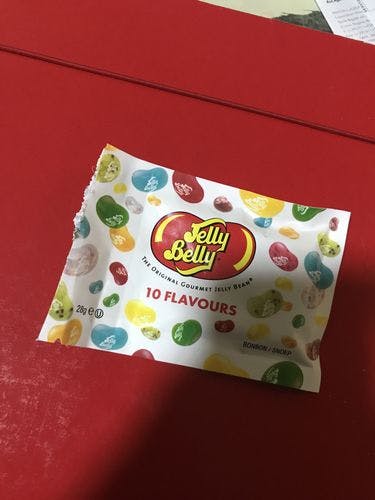 Jelly
Belly
THE ORIGINAL GOURMET JELLY BEAN®
10 FLAVOURS
28g ℮ Ⓤ
BONBON / SNOEP